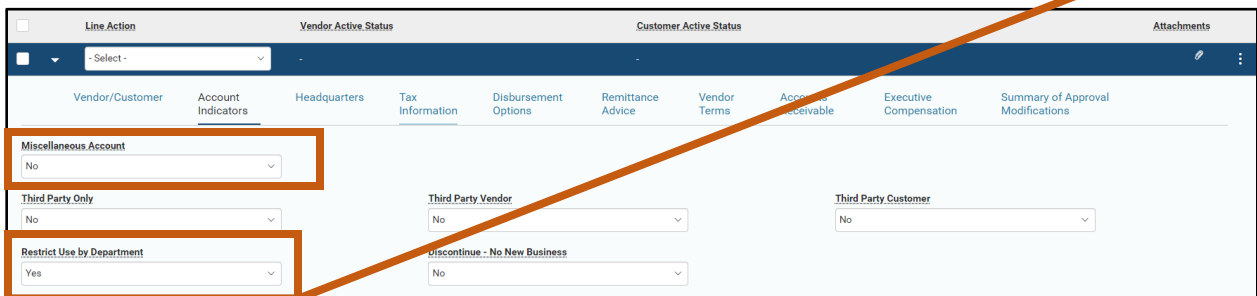 Line Action Vendor Active Status Customer Active Status Attachments
- Select - - -
Vendor/Customer Account Indicators Headquarters Tax Information Disbursement Options Remittance Advice Vendor Terms Accounts Receivable Executive Compensation Summary of Approval Modifications
Miscellaneous Account
No
Third Party Only Third Party Vendor Third Party Customer
No No No
Restrict Use by Department Discontinue - No New Business
Yes No